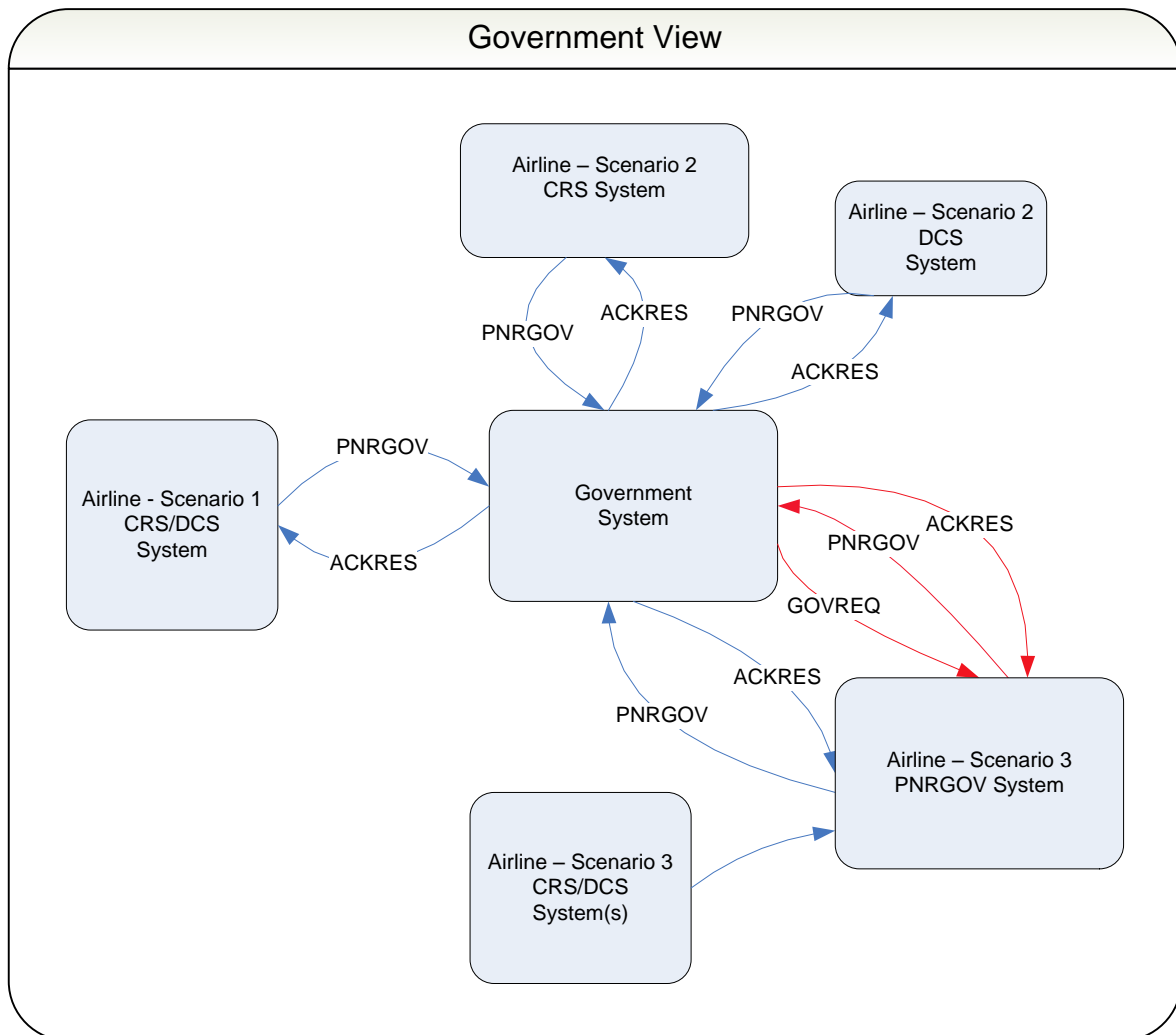 Government View
Airline – Scenario 2
CRS System
Airline – Scenario 2
DCS
System
PNRGOV
ACKRES
PNRGOV
ACKRES
Airline - Scenario 1
CRS/DCS
System
PNRGOV
ACKRES
Government
System
ACKRES
PNRGOV
GOVREQ
ACKRES
PNRGOV
Airline – Scenario 3
PNRGOV System
Airline – Scenario 3
CRS/DCS
System(s)